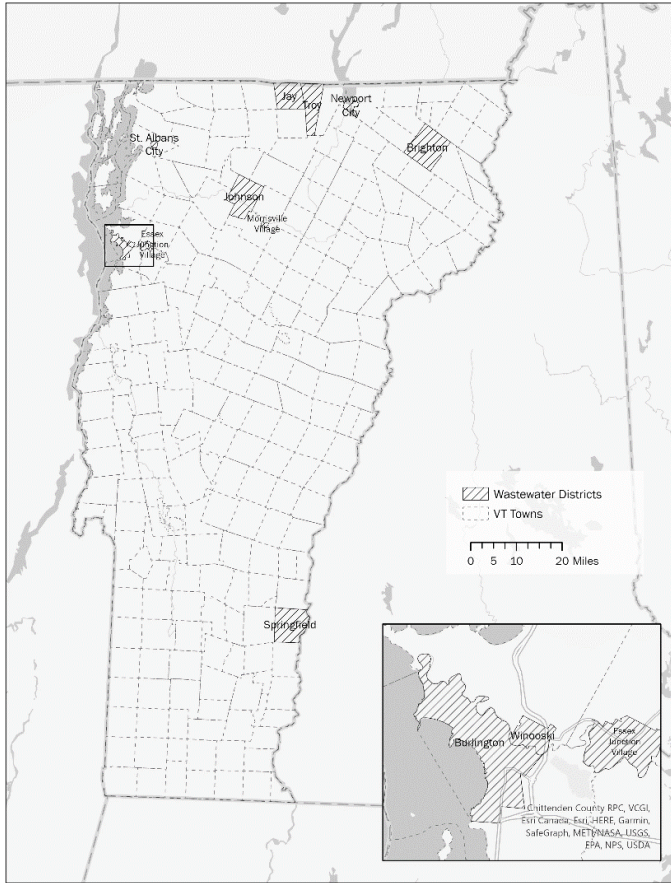 Jay
Troy
Newport
City
St. Albans
City
Brighton
Johnson
Morrisville
Village
Essex
Junction
Village
Wastewater Districts
VT Towns
0 5 10 20 Miles
Springfield
Burlington
Winooski
Essex
Junction
Village
Chittenden County RPC, VCGI,
Esri Canada, Esri, HERE, Garmin,
SafeGraph, METI/NASA, USGS,
EPA, NPS, USDA